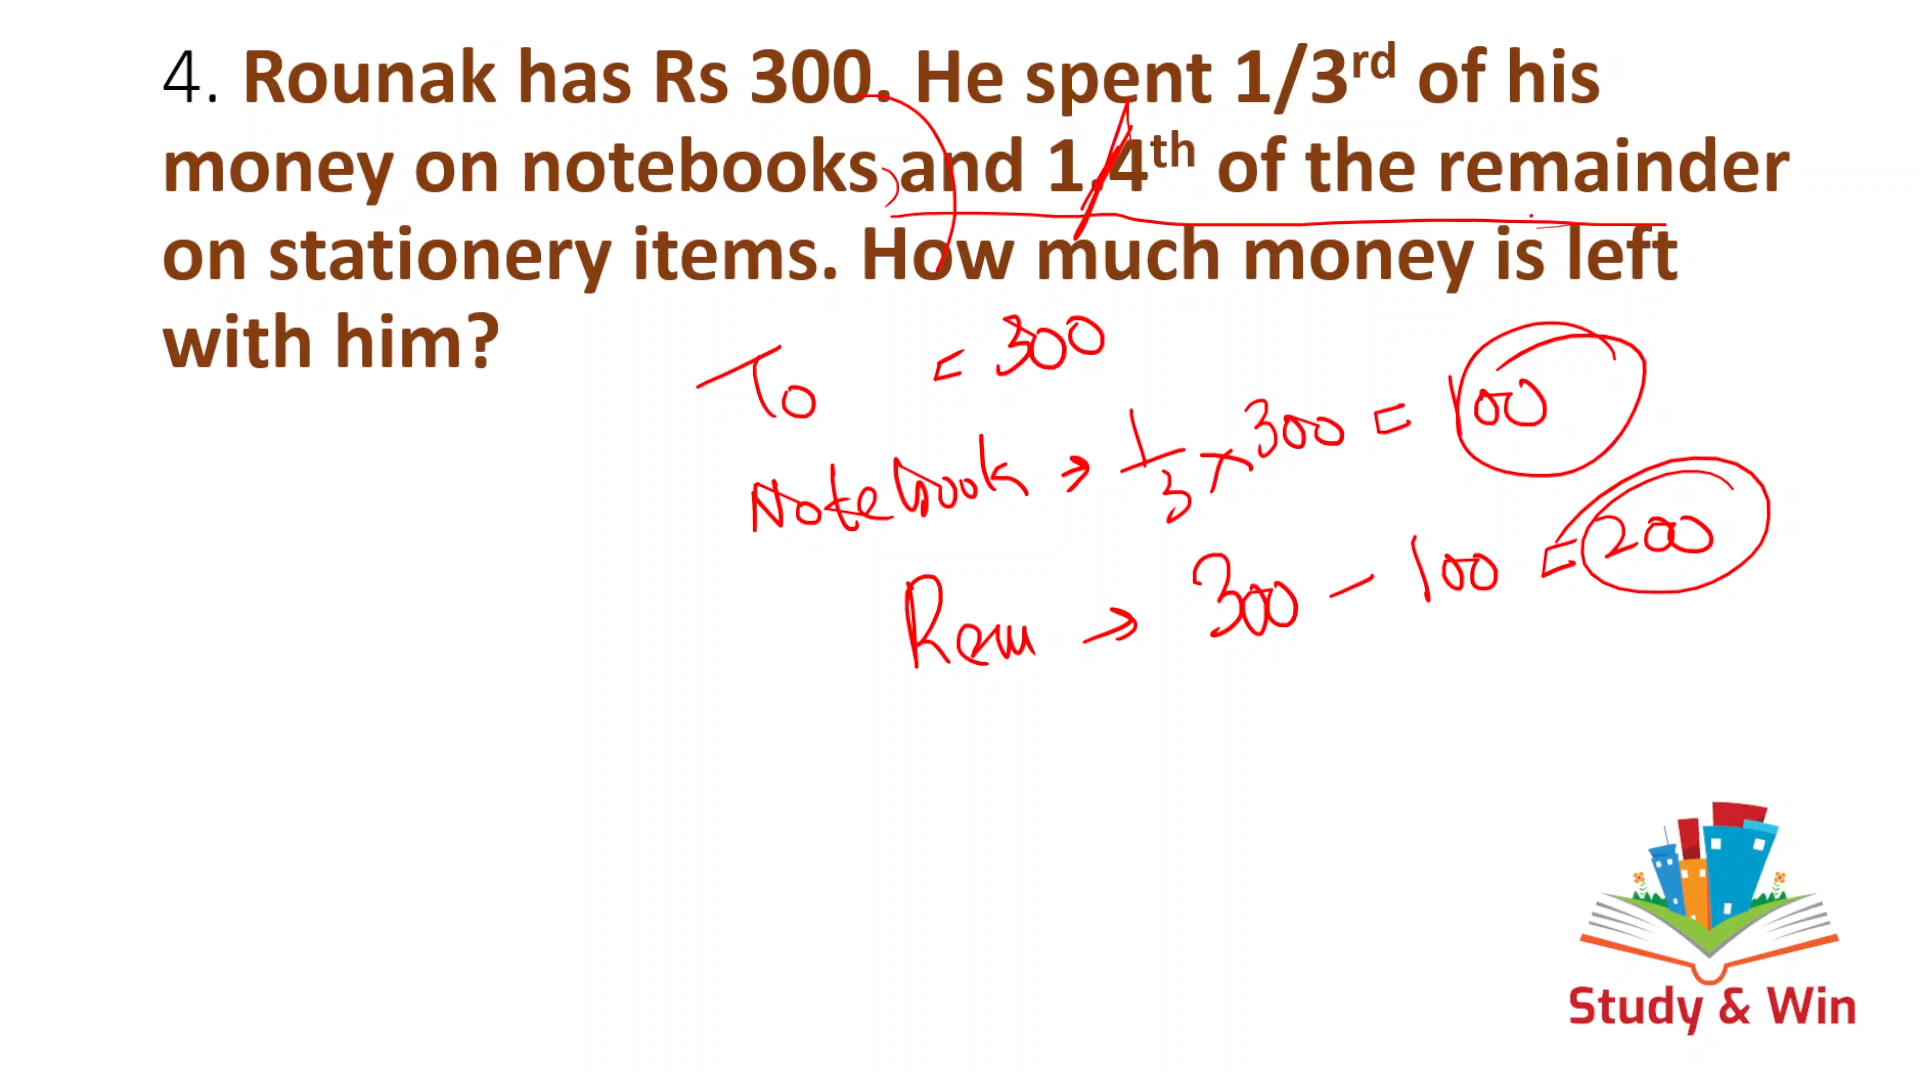 4. Rounak has Rs 300. He spent 1/3rd of his
money on notebooks and 1.4th of the remainder
on stationery items. How much money is left
with him?
To = 300
Notebook → 1/3 × 300 = 100
Rem → 300 - 100 = 200
Study & Win